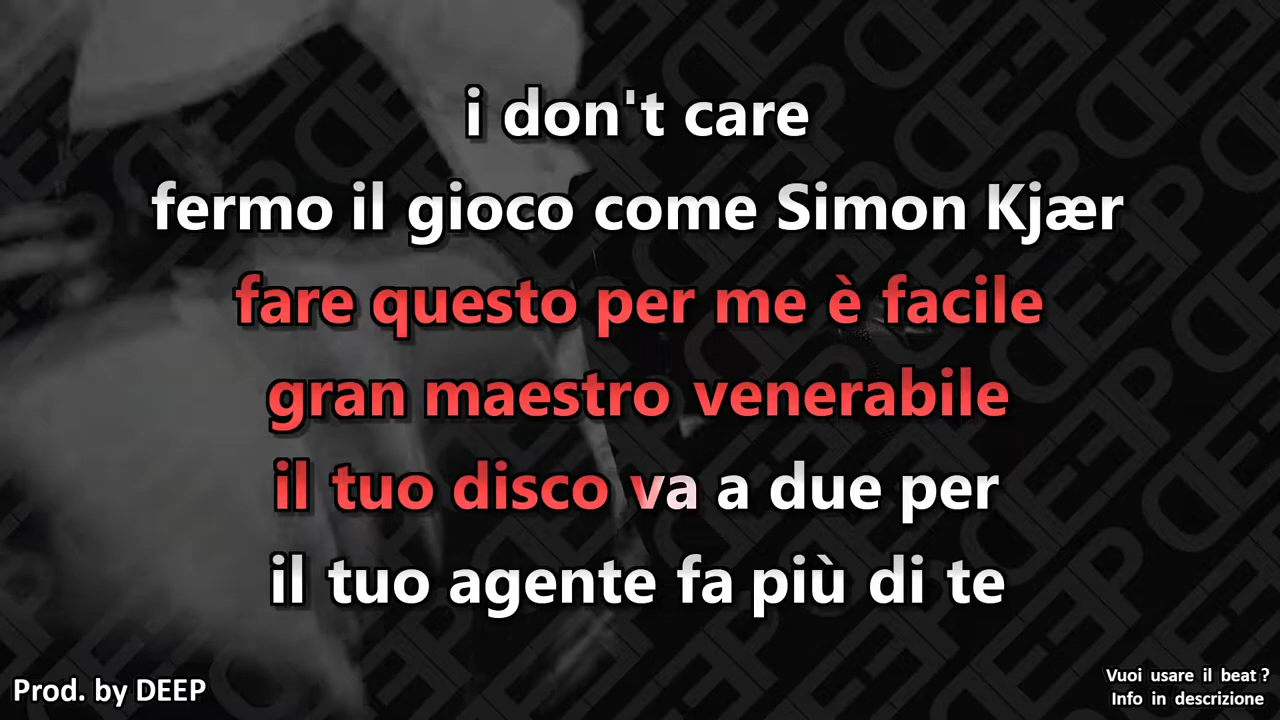 i don't care
fermo il gioco come Simon Kjær
fare questo per me è facile
gran maestro venerabile
il tuo disco va a due per
il tuo agente fa più di te
Prod. by DEEP
Vuoi usare il beat ?
Info in descrizione